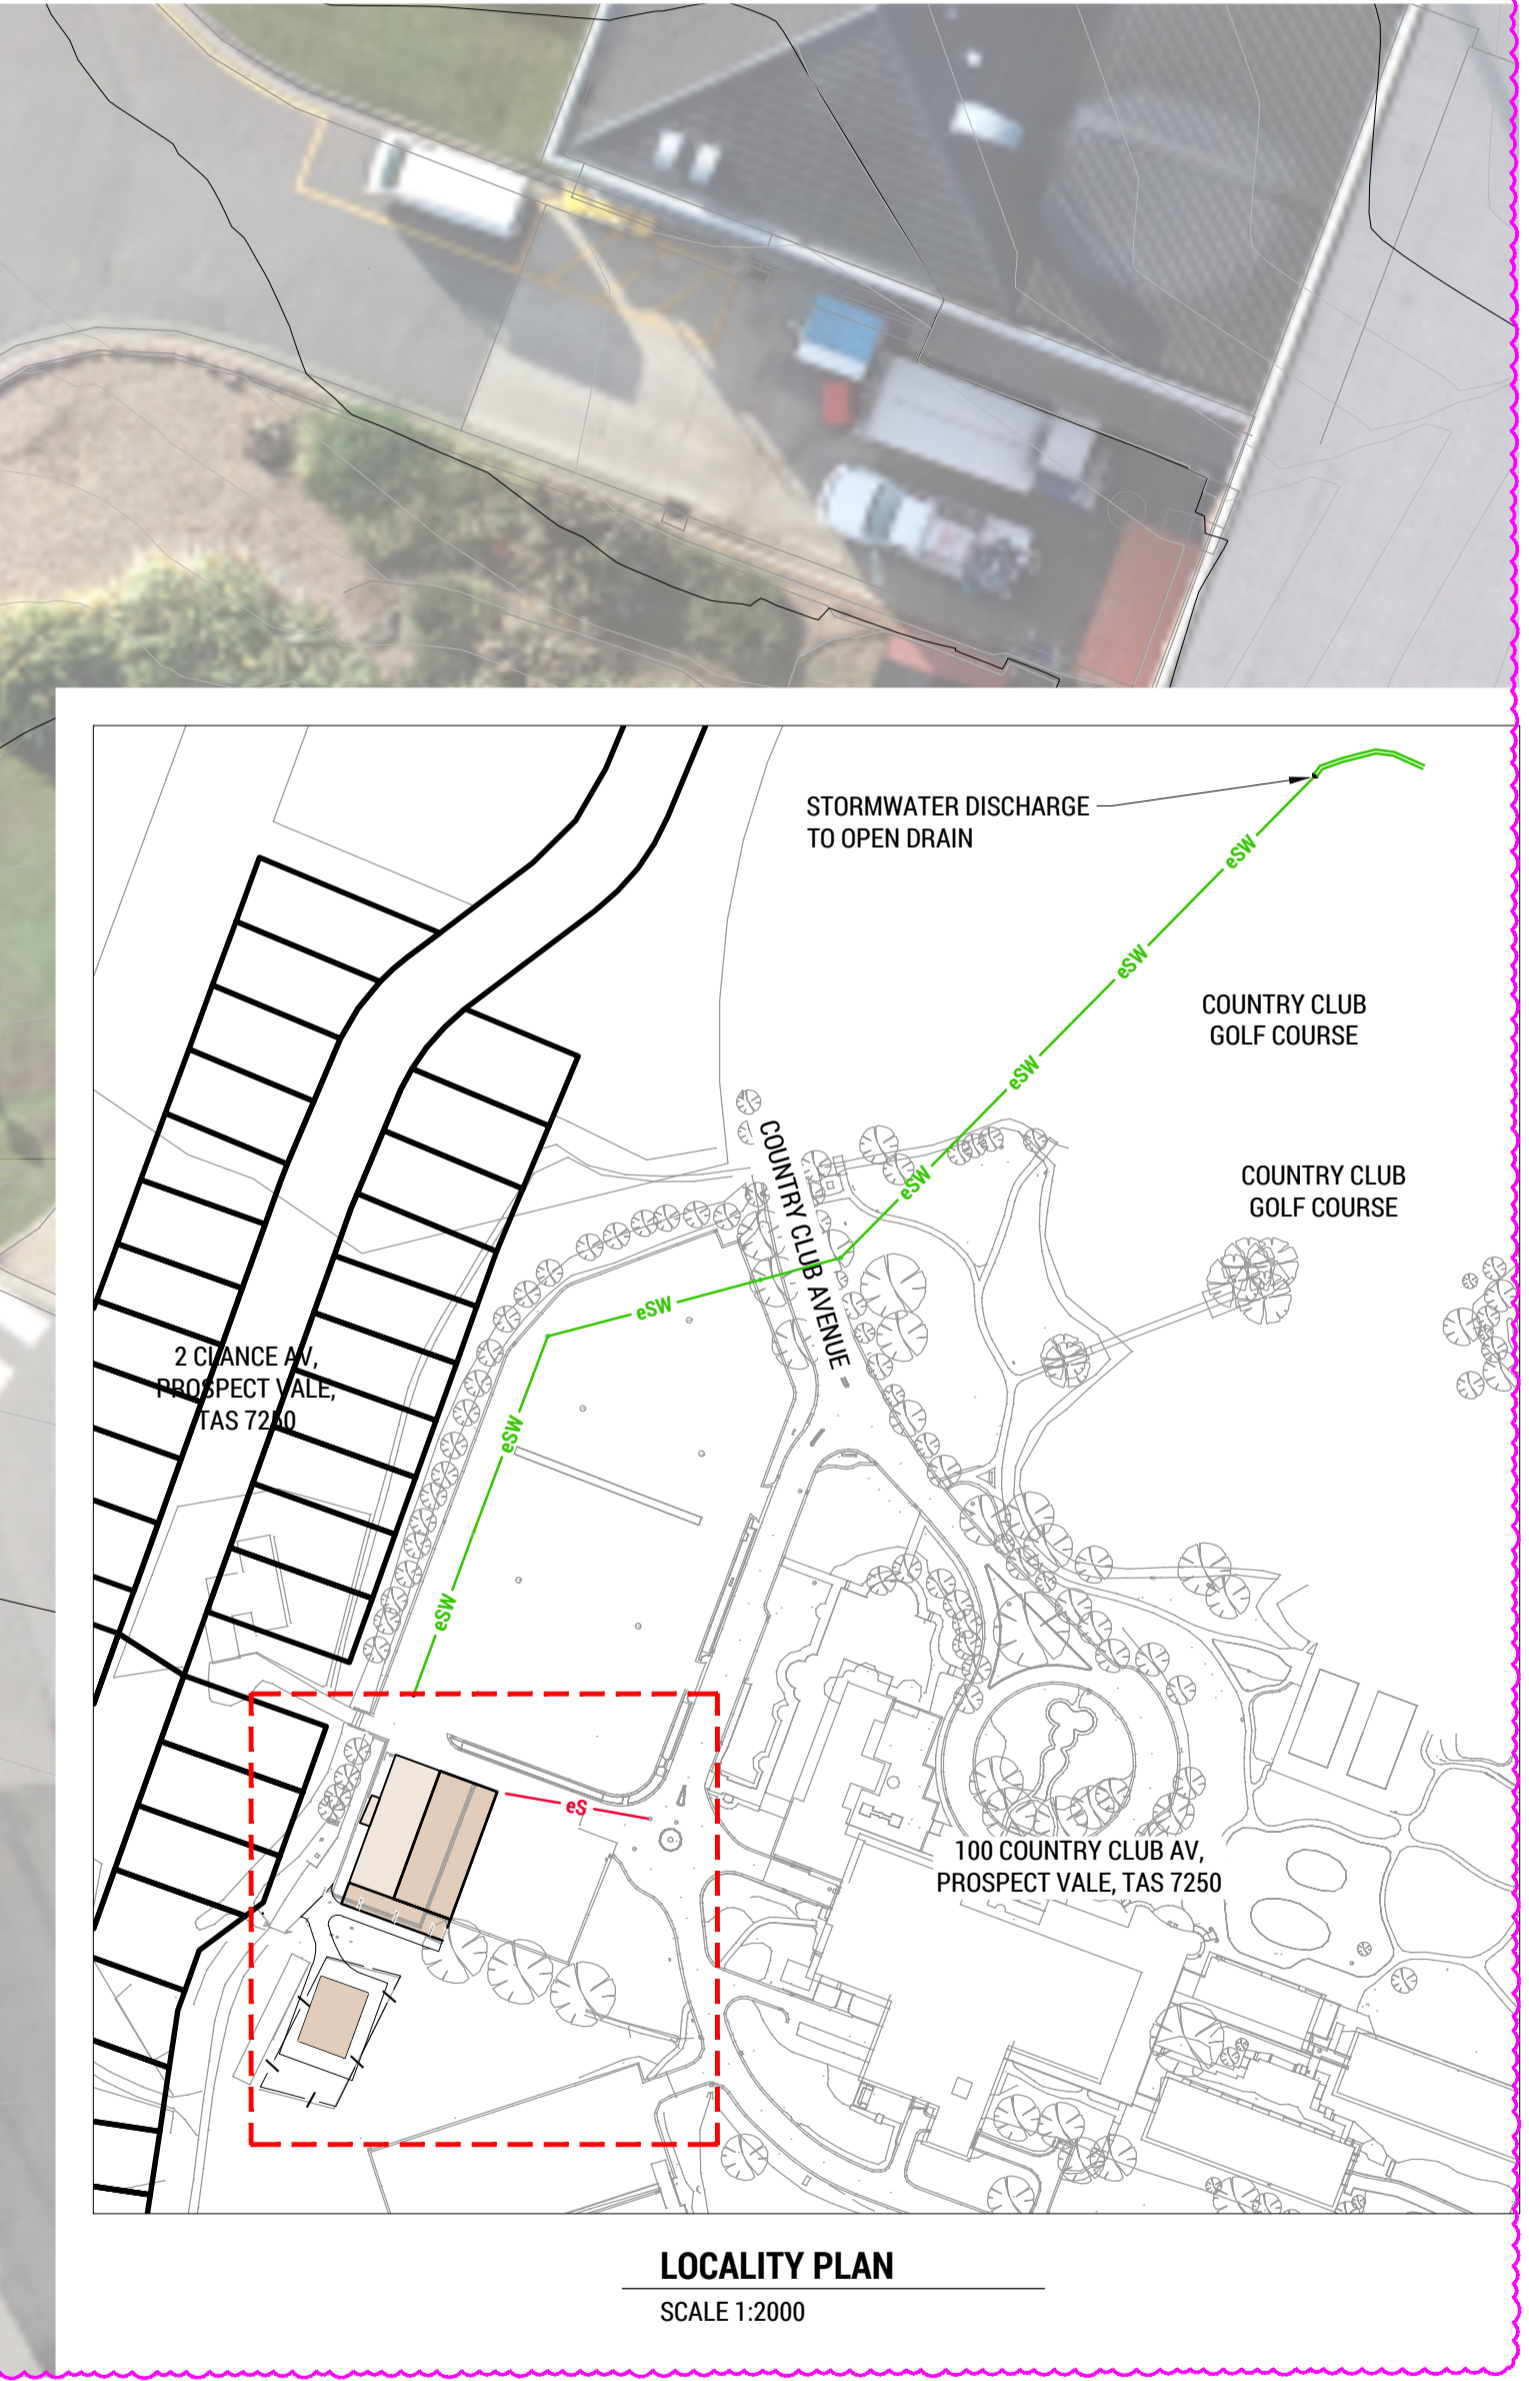 STORMWATER DISCHARGE
TO OPEN DRAIN
eSW
eSW
COUNTRY CLUB
GOLF COURSE
eSW
COUNTRY CLUB AVENUE
eSW
COUNTRY CLUB
GOLF COURSE
eSW
2 CLANCE AV,
PROSPECT VALE,
TAS 7250
eSW
eSW
eS
100 COUNTRY CLUB AV,
PROSPECT VALE, TAS 7250
LOCALITY PLAN
SCALE 1:2000